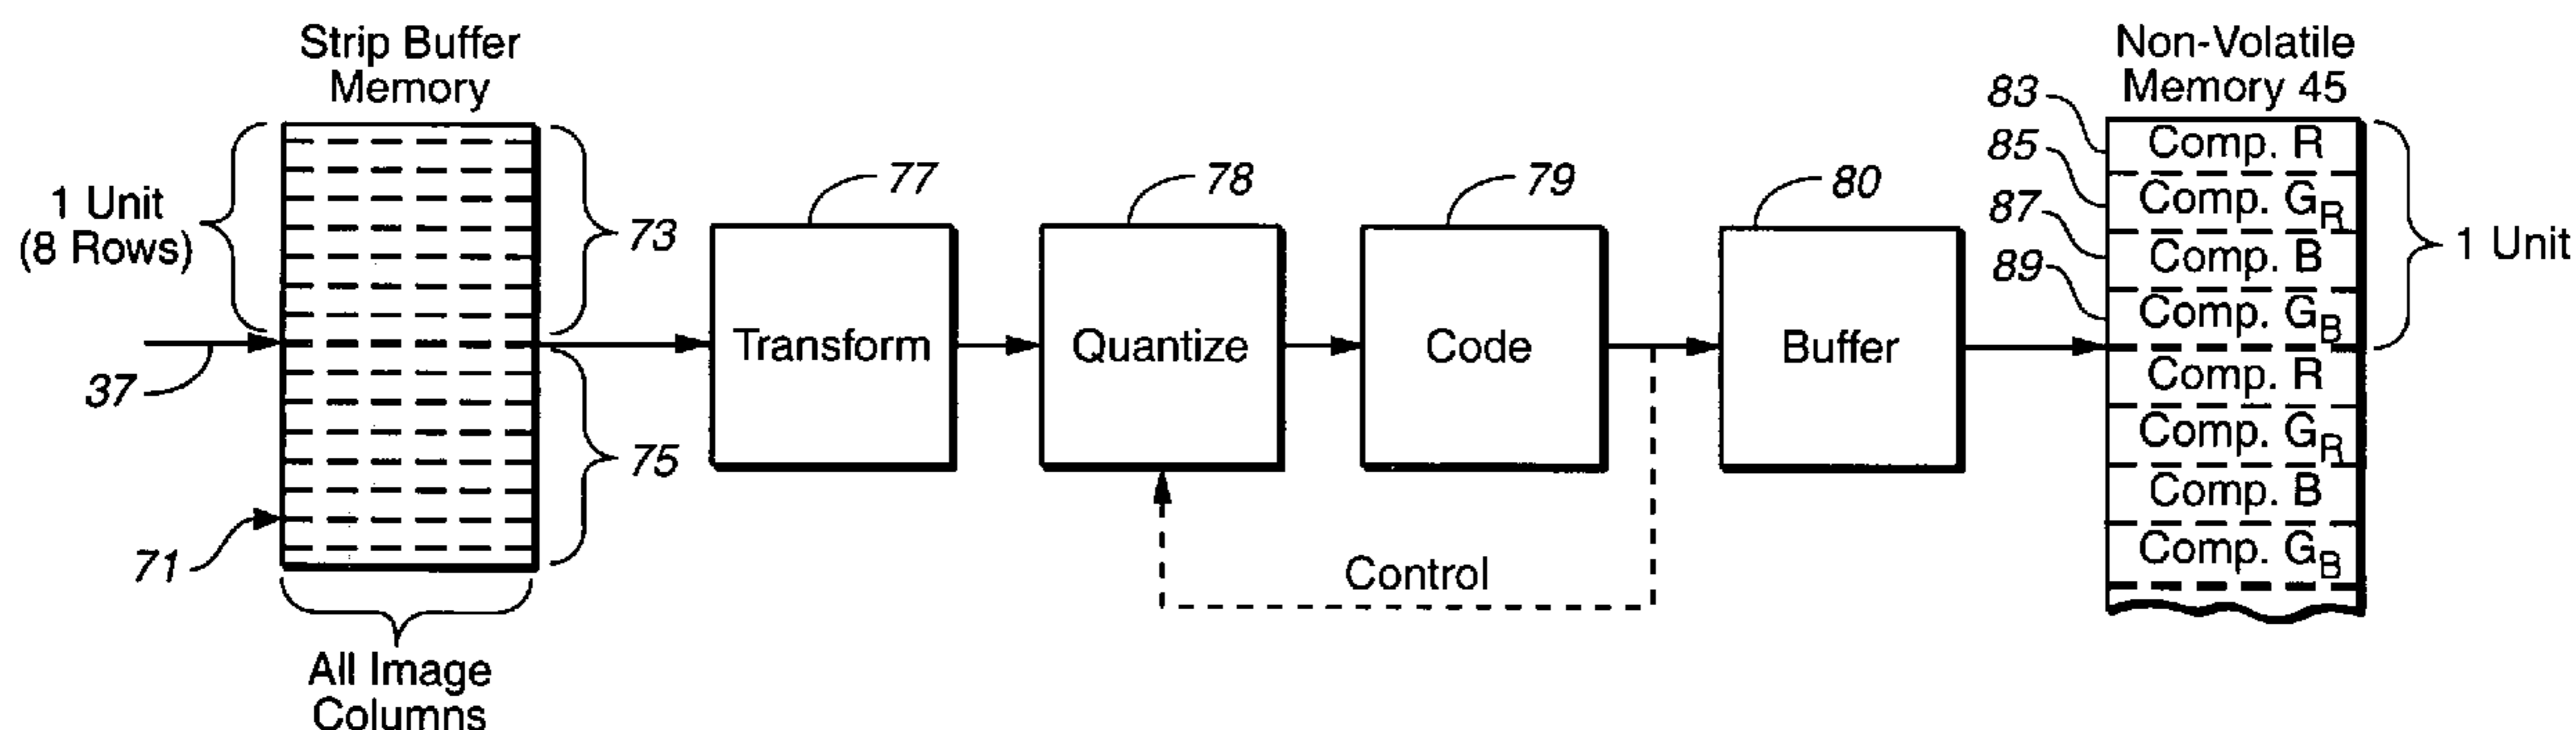 Strip Buffer
Memory
1 Unit
(8 Rows)
73
37
75
71
All Image
Columns
77
Transform
78
Quantize
79
Code
80
Buffer
Control
Non-Volatile
Memory 45
83
Comp. R
85
Comp. GR
87
Comp. B
89
Comp. GB
1 Unit
Comp. R
Comp. GR
Comp. B
Comp. GB